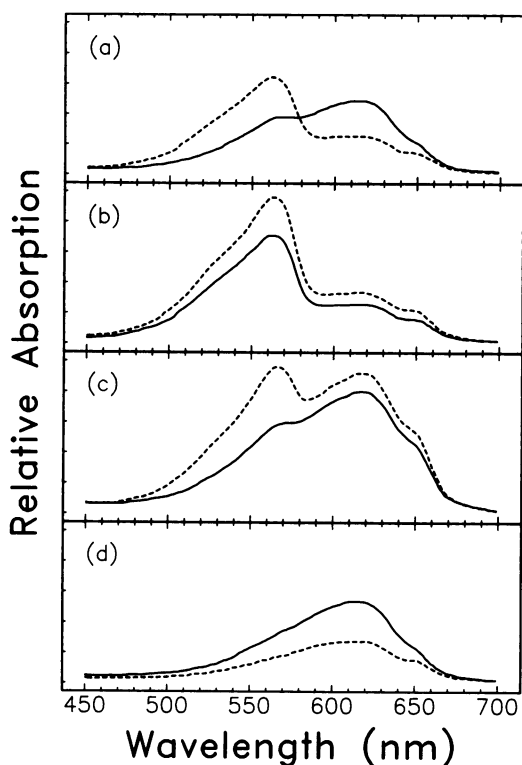 (a)
(b)
(c)
(d)
Relative Absorption
450 500 550 600 650 700
Wavelength (nm)